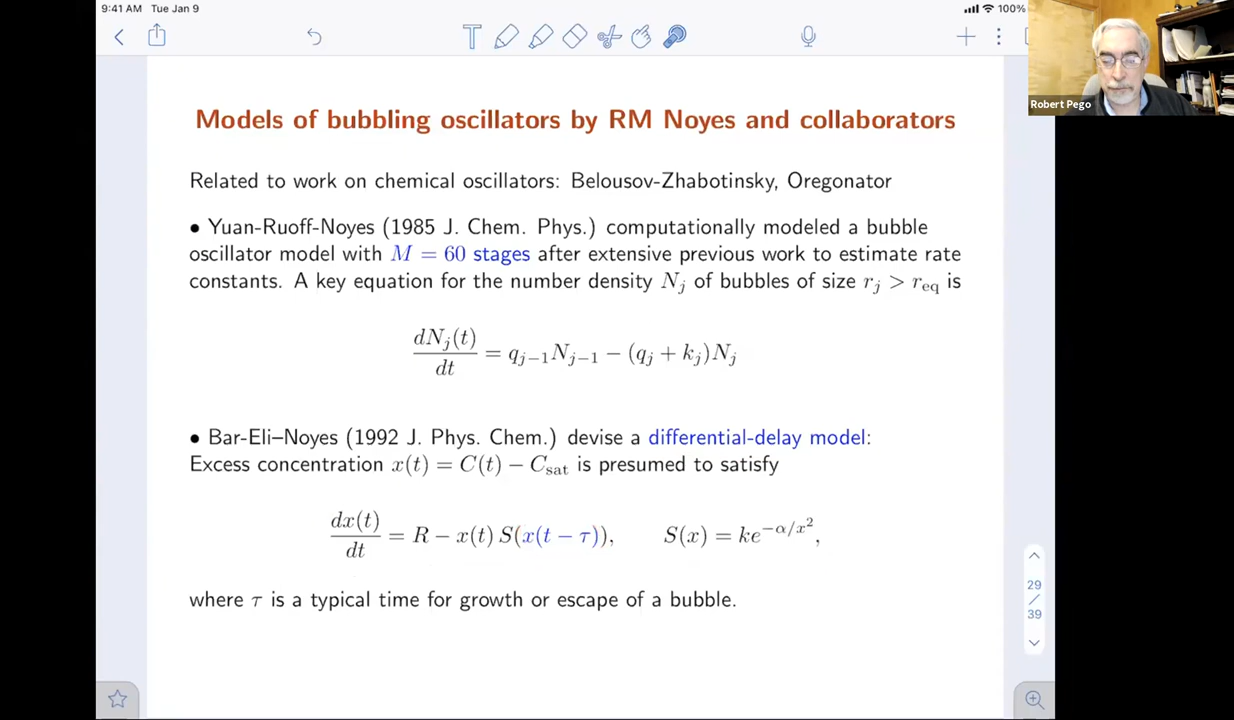 9:41 AM Tue Jan 9
100%
Robert Pego
Models of bubbling oscillators by RM Noyes and collaborators
Related to work on chemical oscillators: Belousov-Zhabotinsky, Oregonator
• Yuan-Ruoff-Noyes (1985 J. Chem. Phys.) computationally modeled a bubble
oscillator model with M = 60 stages after extensive previous work to estimate rate
constants. A key equation for the number density N_j of bubbles of size r_j > r_eq is
dN_j(t)/dt = q_{j−1}N_{j−1} − (q_j + k_j)N_j
• Bar-Eli–Noyes (1992 J. Phys. Chem.) devise a differential-delay model:
Excess concentration x(t) = C(t) − C_sat is presumed to satisfy
dx(t)/dt = R − x(t) S(x(t − τ)), S(x) = ke^{−α/x²},
where τ is a typical time for growth or escape of a bubble.
29
/
39